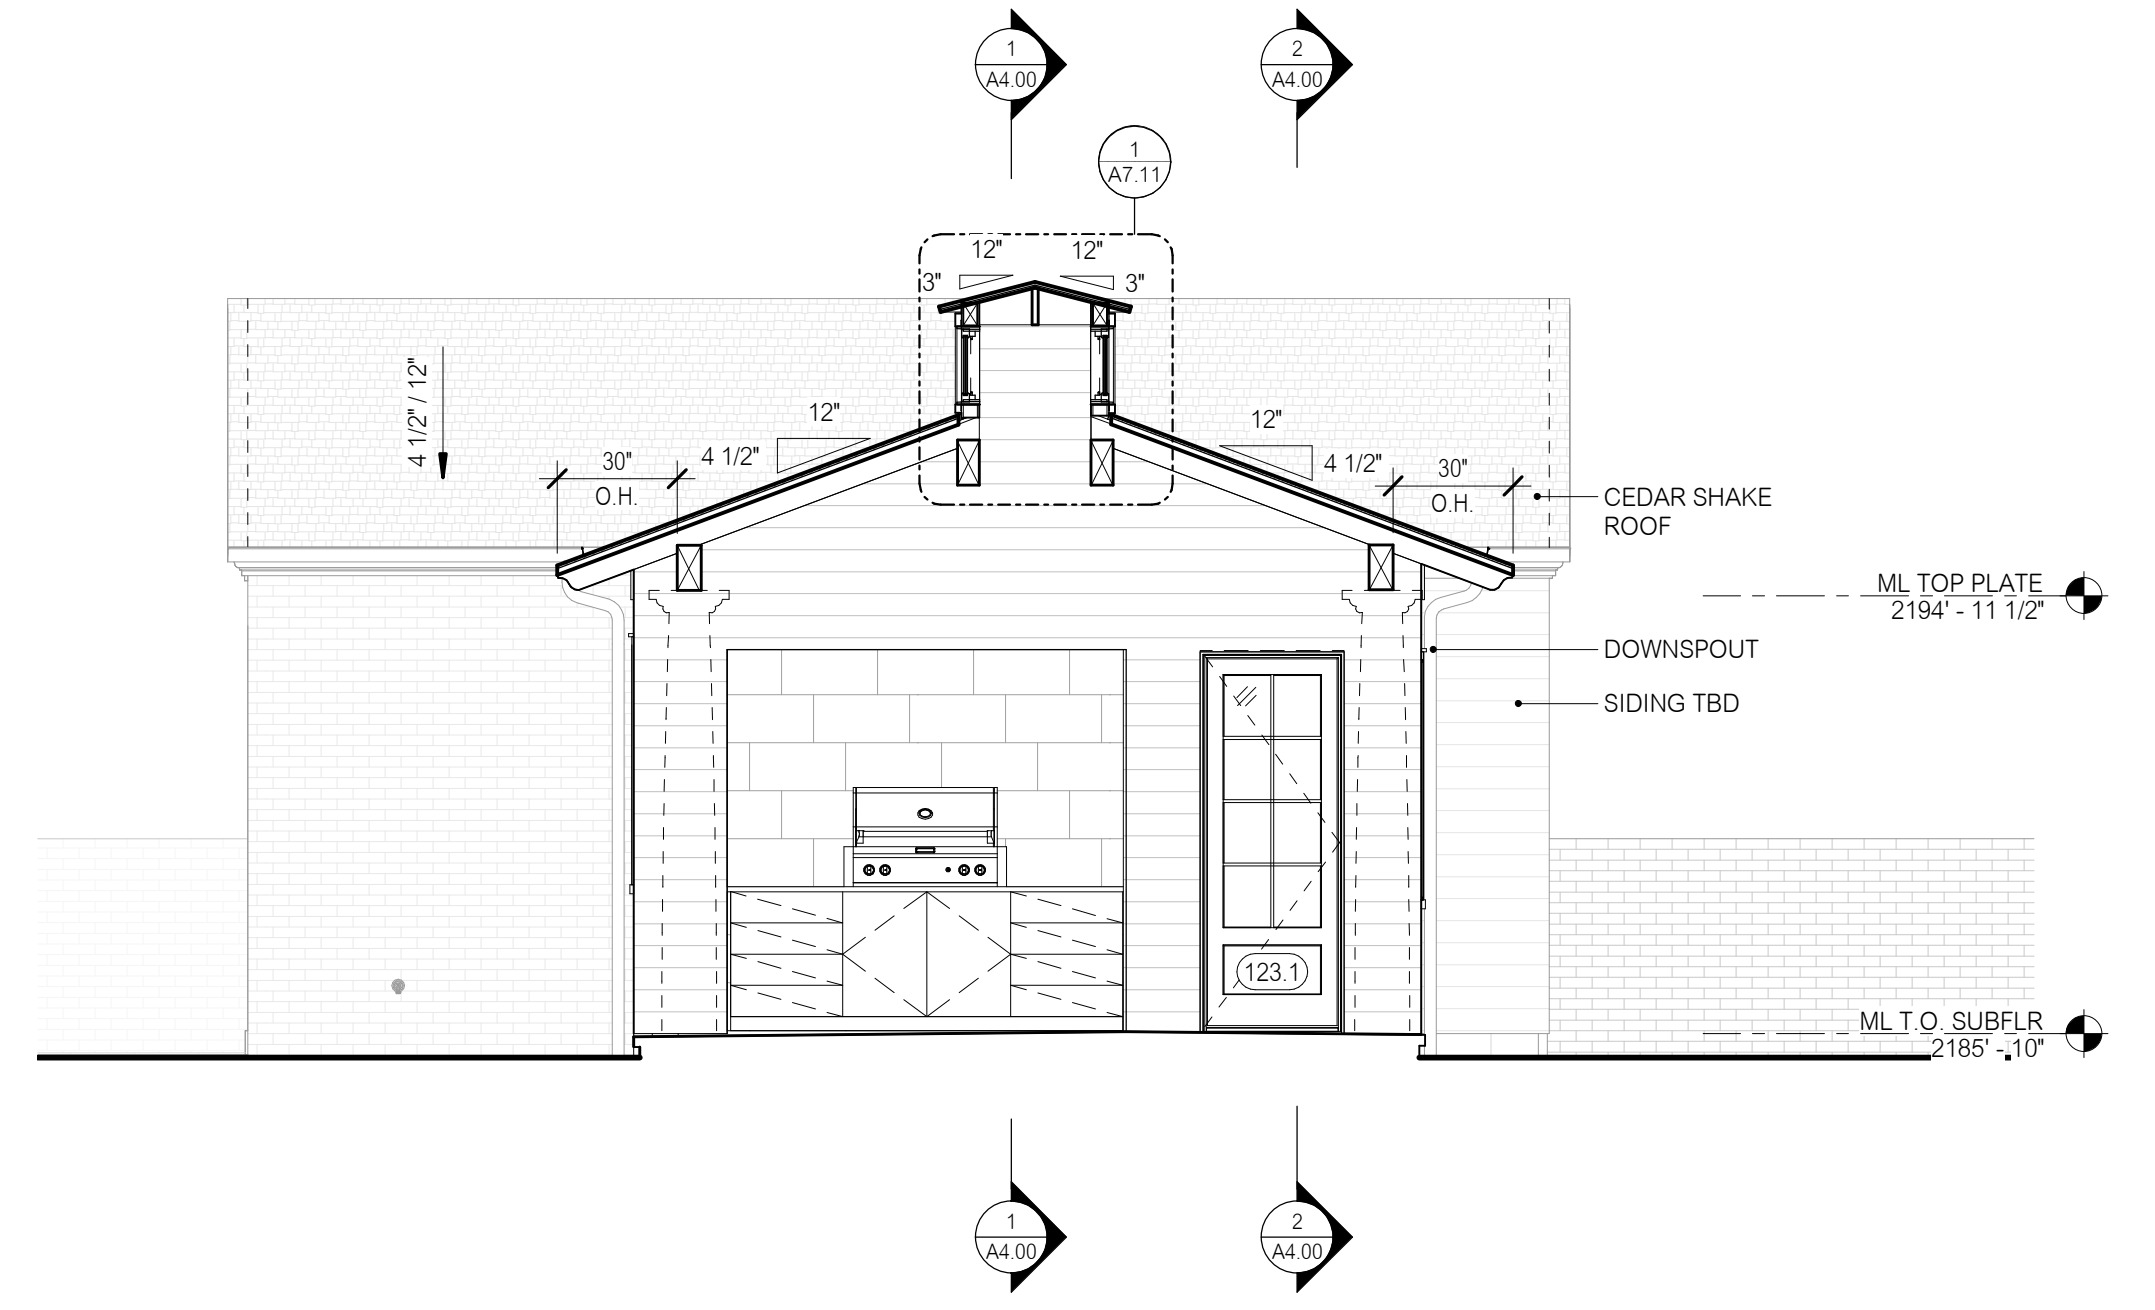 1
A4.00
2
A4.00
1
A7.11
12"
12"
3"
3"
4 1/2" / 12"
12"
12"
4 1/2"
4 1/2"
30"
O.H.
30"
O.H.
CEDAR SHAKE
ROOF
ML TOP PLATE
2194' - 11 1/2"
DOWNSPOUT
SIDING TBD
123.1
ML T.O. SUBFLR
2185' - 10"
1
A4.00
2
A4.00